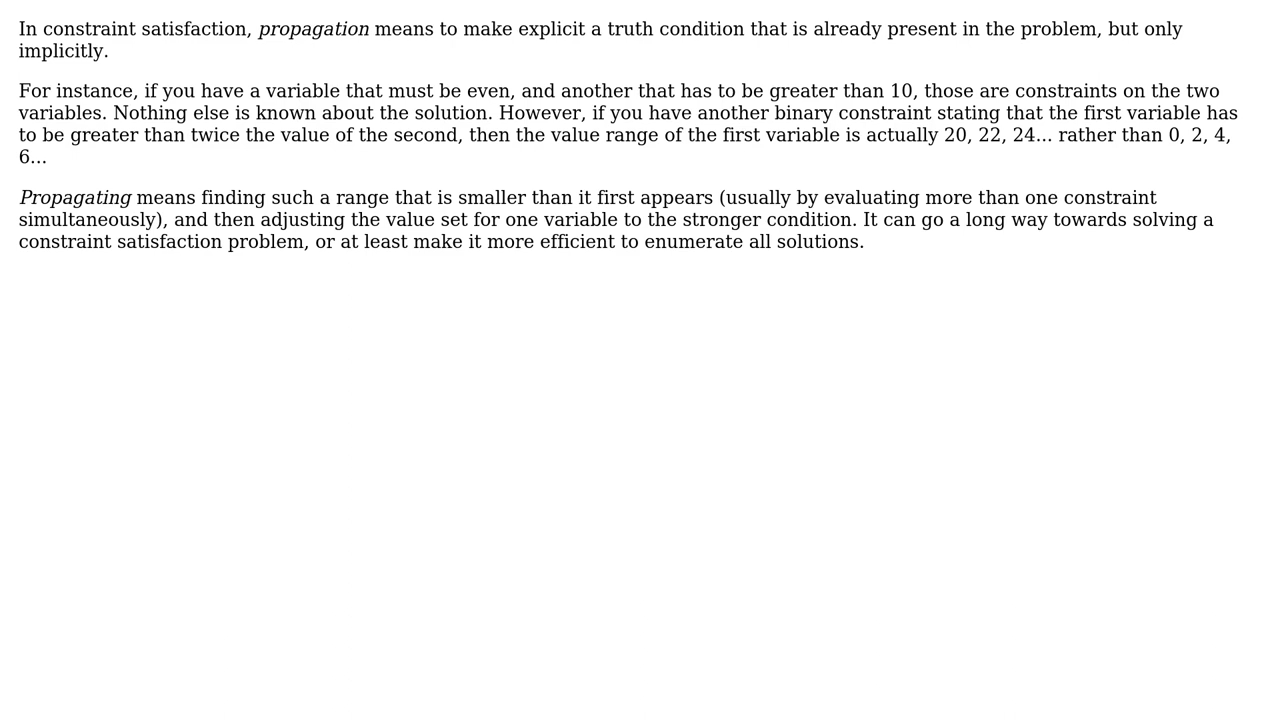 In constraint satisfaction, propagation means to make explicit a truth condition that is already present in the problem, but only
implicitly.
For instance, if you have a variable that must be even, and another that has to be greater than 10, those are constraints on the two
variables. Nothing else is known about the solution. However, if you have another binary constraint stating that the first variable has
to be greater than twice the value of the second, then the value range of the first variable is actually 20, 22, 24... rather than 0, 2, 4,
6...
Propagating means finding such a range that is smaller than it first appears (usually by evaluating more than one constraint
simultaneously), and then adjusting the value set for one variable to the stronger condition. It can go a long way towards solving a
constraint satisfaction problem, or at least make it more efficient to enumerate all solutions.